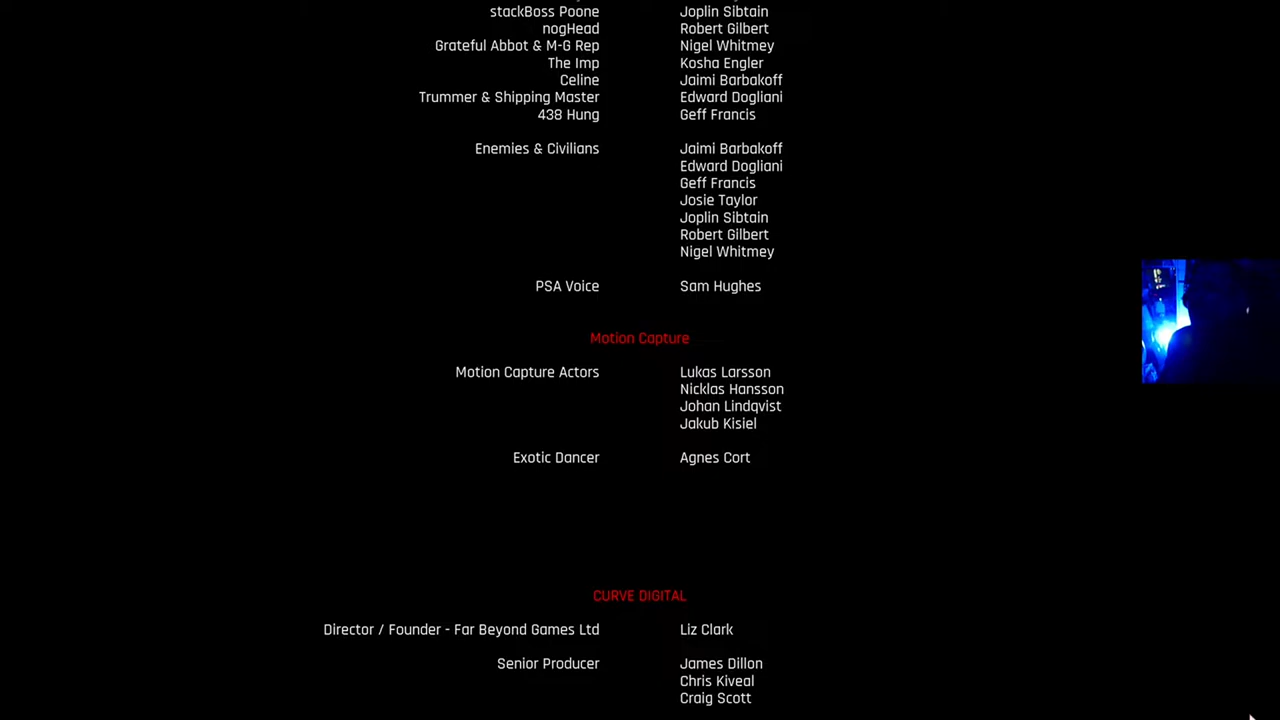 stackBoss Poone Joplin Sibtain
nogHead Robert Gilbert
Grateful Abbot & M-G Rep Nigel Whitmey
The Imp Kosha Engler
Celine Jaimi Barbakoff
Trummer & Shipping Master Edward Dogliani
438 Hung Geff Francis
Enemies & Civilians Jaimi Barbakoff
Edward Dogliani
Geff Francis
Josie Taylor
Joplin Sibtain
Robert Gilbert
Nigel Whitmey
PSA Voice Sam Hughes
Motion Capture
Motion Capture Actors Lukas Larsson
Nicklas Hansson
Johan Lindqvist
Jakub Kisiel
Exotic Dancer Agnes Cort
CURVE DIGITAL
Director / Founder - Far Beyond Games Ltd Liz Clark
Senior Producer James Dillon
Chris Kiveal
Craig Scott